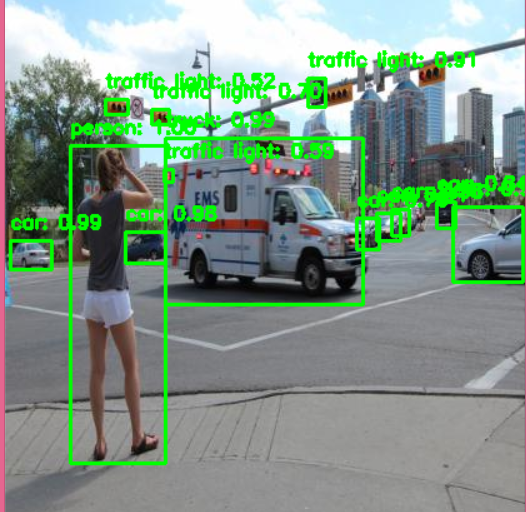 traffic light: 0.91
traffic light: 0.52
traffic light: 0.70
truck: 0.99
person: 1.00
traffic light: 0.59
EMS
car: 0.99
car: 0.98